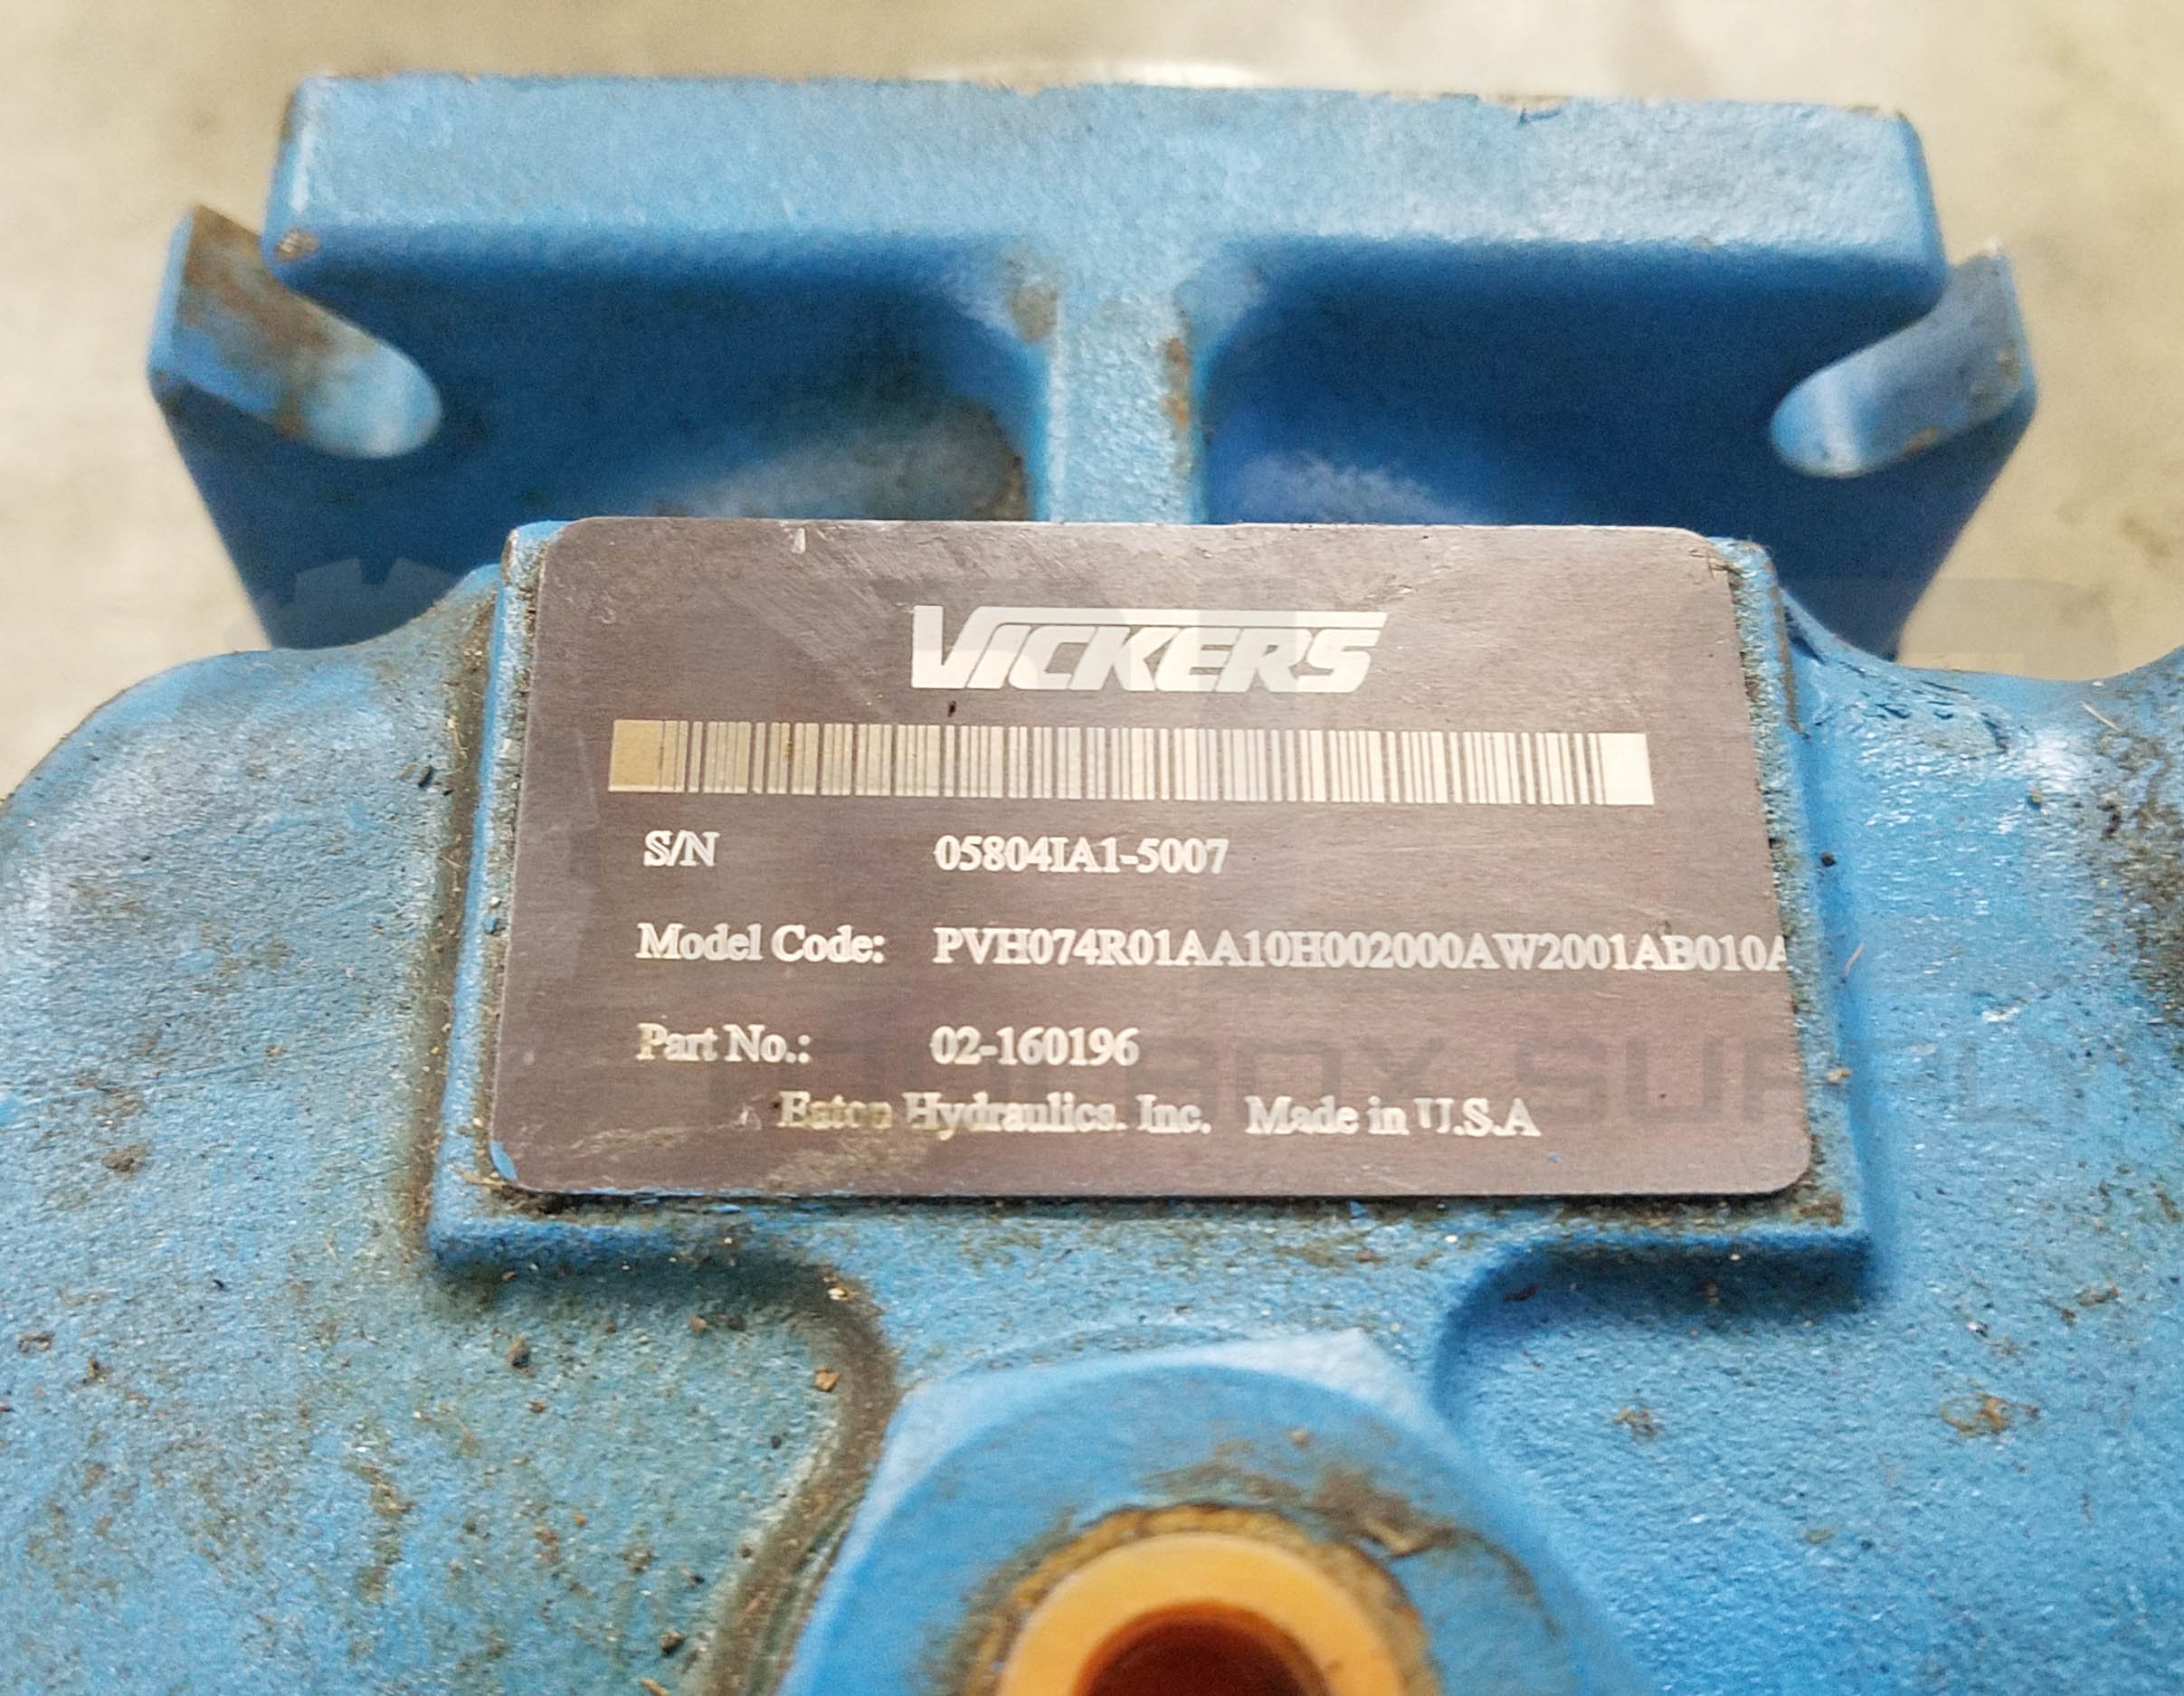 VICKERS
S/N 05804IA1-5007
Model Code: PVH074R01AA10H002000AW2001AB010A
Part No.: 02-160196
Eaton Hydraulics. Inc. Made in U.S.A